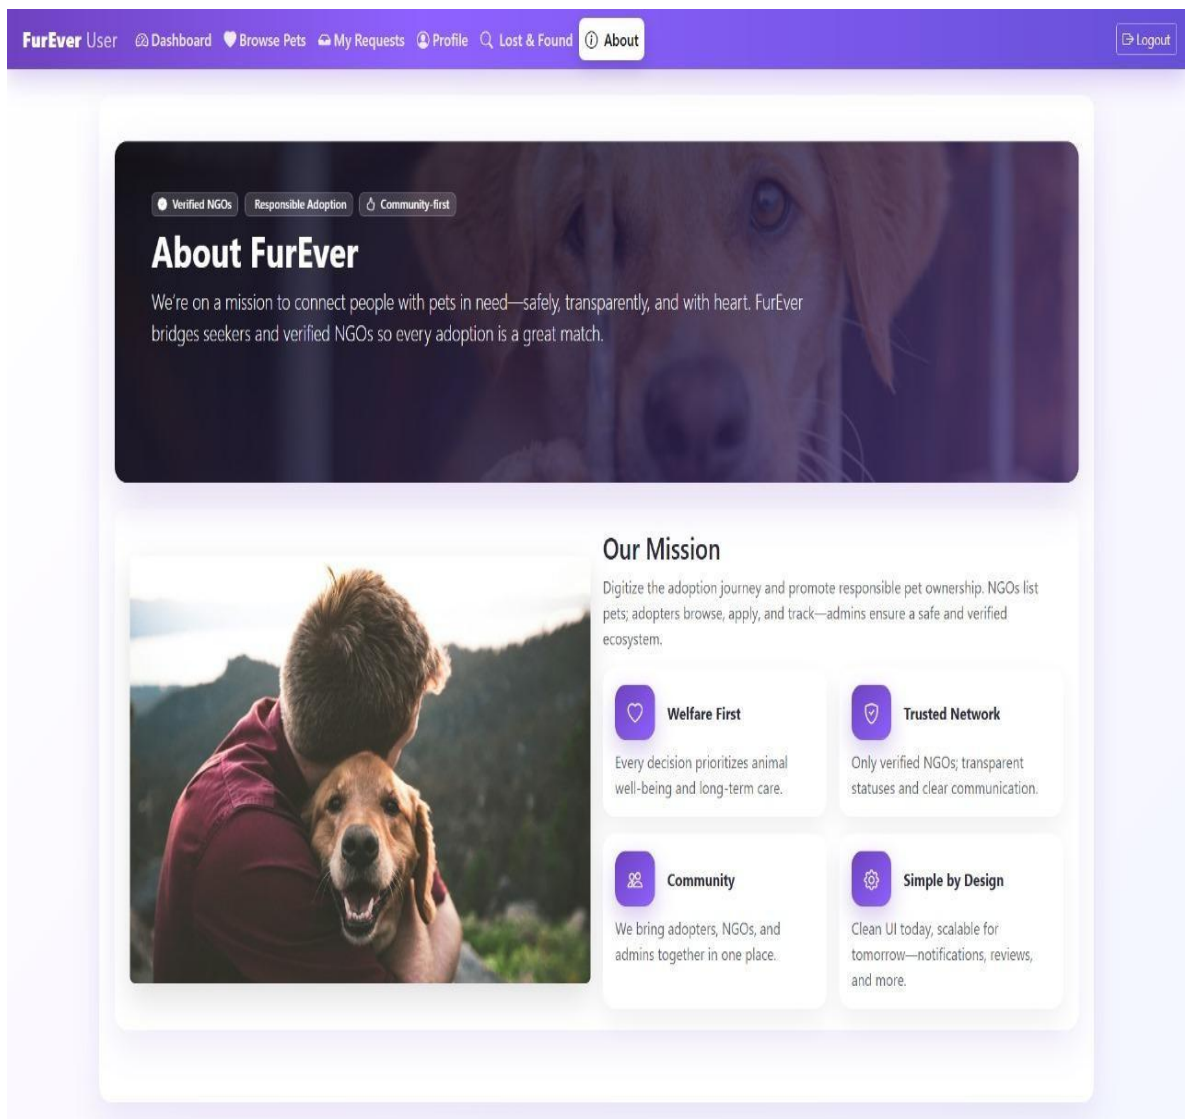 FurEver User Dashboard Browse Pets My Requests Profile Lost & Found About Logout
Verified NGOs Responsible Adoption Community-first
About FurEver
We're on a mission to connect people with pets in need—safely, transparently, and with heart. FurEver
bridges seekers and verified NGOs so every adoption is a great match.
Our Mission
Digitize the adoption journey and promote responsible pet ownership. NGOs list
pets; adopters browse, apply, and track—admins ensure a safe and verified
ecosystem.
Welfare First
Every decision prioritizes animal
well-being and long-term care.
Trusted Network
Only verified NGOs; transparent
statuses and clear communication.
Community
We bring adopters, NGOs, and
admins together in one place.
Simple by Design
Clean UI today, scalable for
tomorrow—notifications, reviews,
and more.